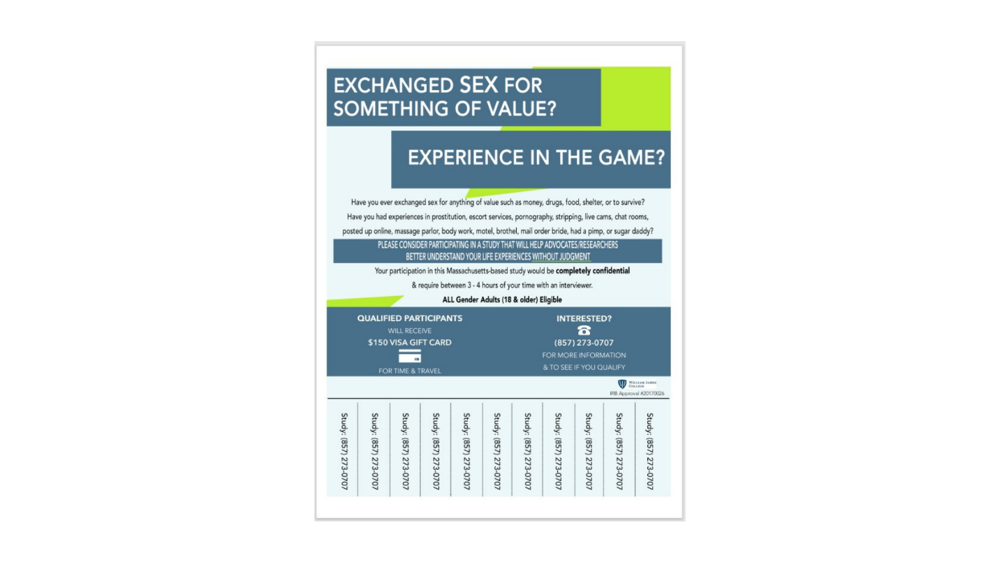 EXCHANGED SEX FOR
SOMETHING OF VALUE?
EXPERIENCE IN THE GAME?
Have you ever exchanged sex for anything of value such as money, drugs, food, shelter, or to survive?
Have you had experiences in prostitution, escort services, pornography, stripping, live cams, chat rooms,
posted up online, massage parlor, body work, motel, brothel, mail order bride, had a pimp, or sugar daddy?
PLEASE CONSIDER PARTICIPATING IN A STUDY THAT WILL HELP ADVOCATES/RESEARCHERS
BETTER UNDERSTAND YOUR LIFE EXPERIENCES WITHOUT JUDGMENT
Your participation in this Massachusetts-based study would be completely confidential
& require between 3 - 4 hours of your time with an interviewer.
ALL Gender Adults (18 & older) Eligible
QUALIFIED PARTICIPANTS
WILL RECEIVE
$150 VISA GIFT CARD
FOR TIME & TRAVEL
INTERESTED?
(857) 273-0707
FOR MORE INFORMATION
& TO SEE IF YOU QUALIFY
WILLIAM JAMES
COLLEGE
IRB Approval #20170026
Study: (857) 273-0707
Study: (857) 273-0707
Study: (857) 273-0707
Study: (857) 273-0707
Study: (857) 273-0707
Study: (857) 273-0707
Study: (857) 273-0707
Study: (857) 273-0707
Study: (857) 273-0707
Study: (857) 273-0707
Study: (857) 273-0707